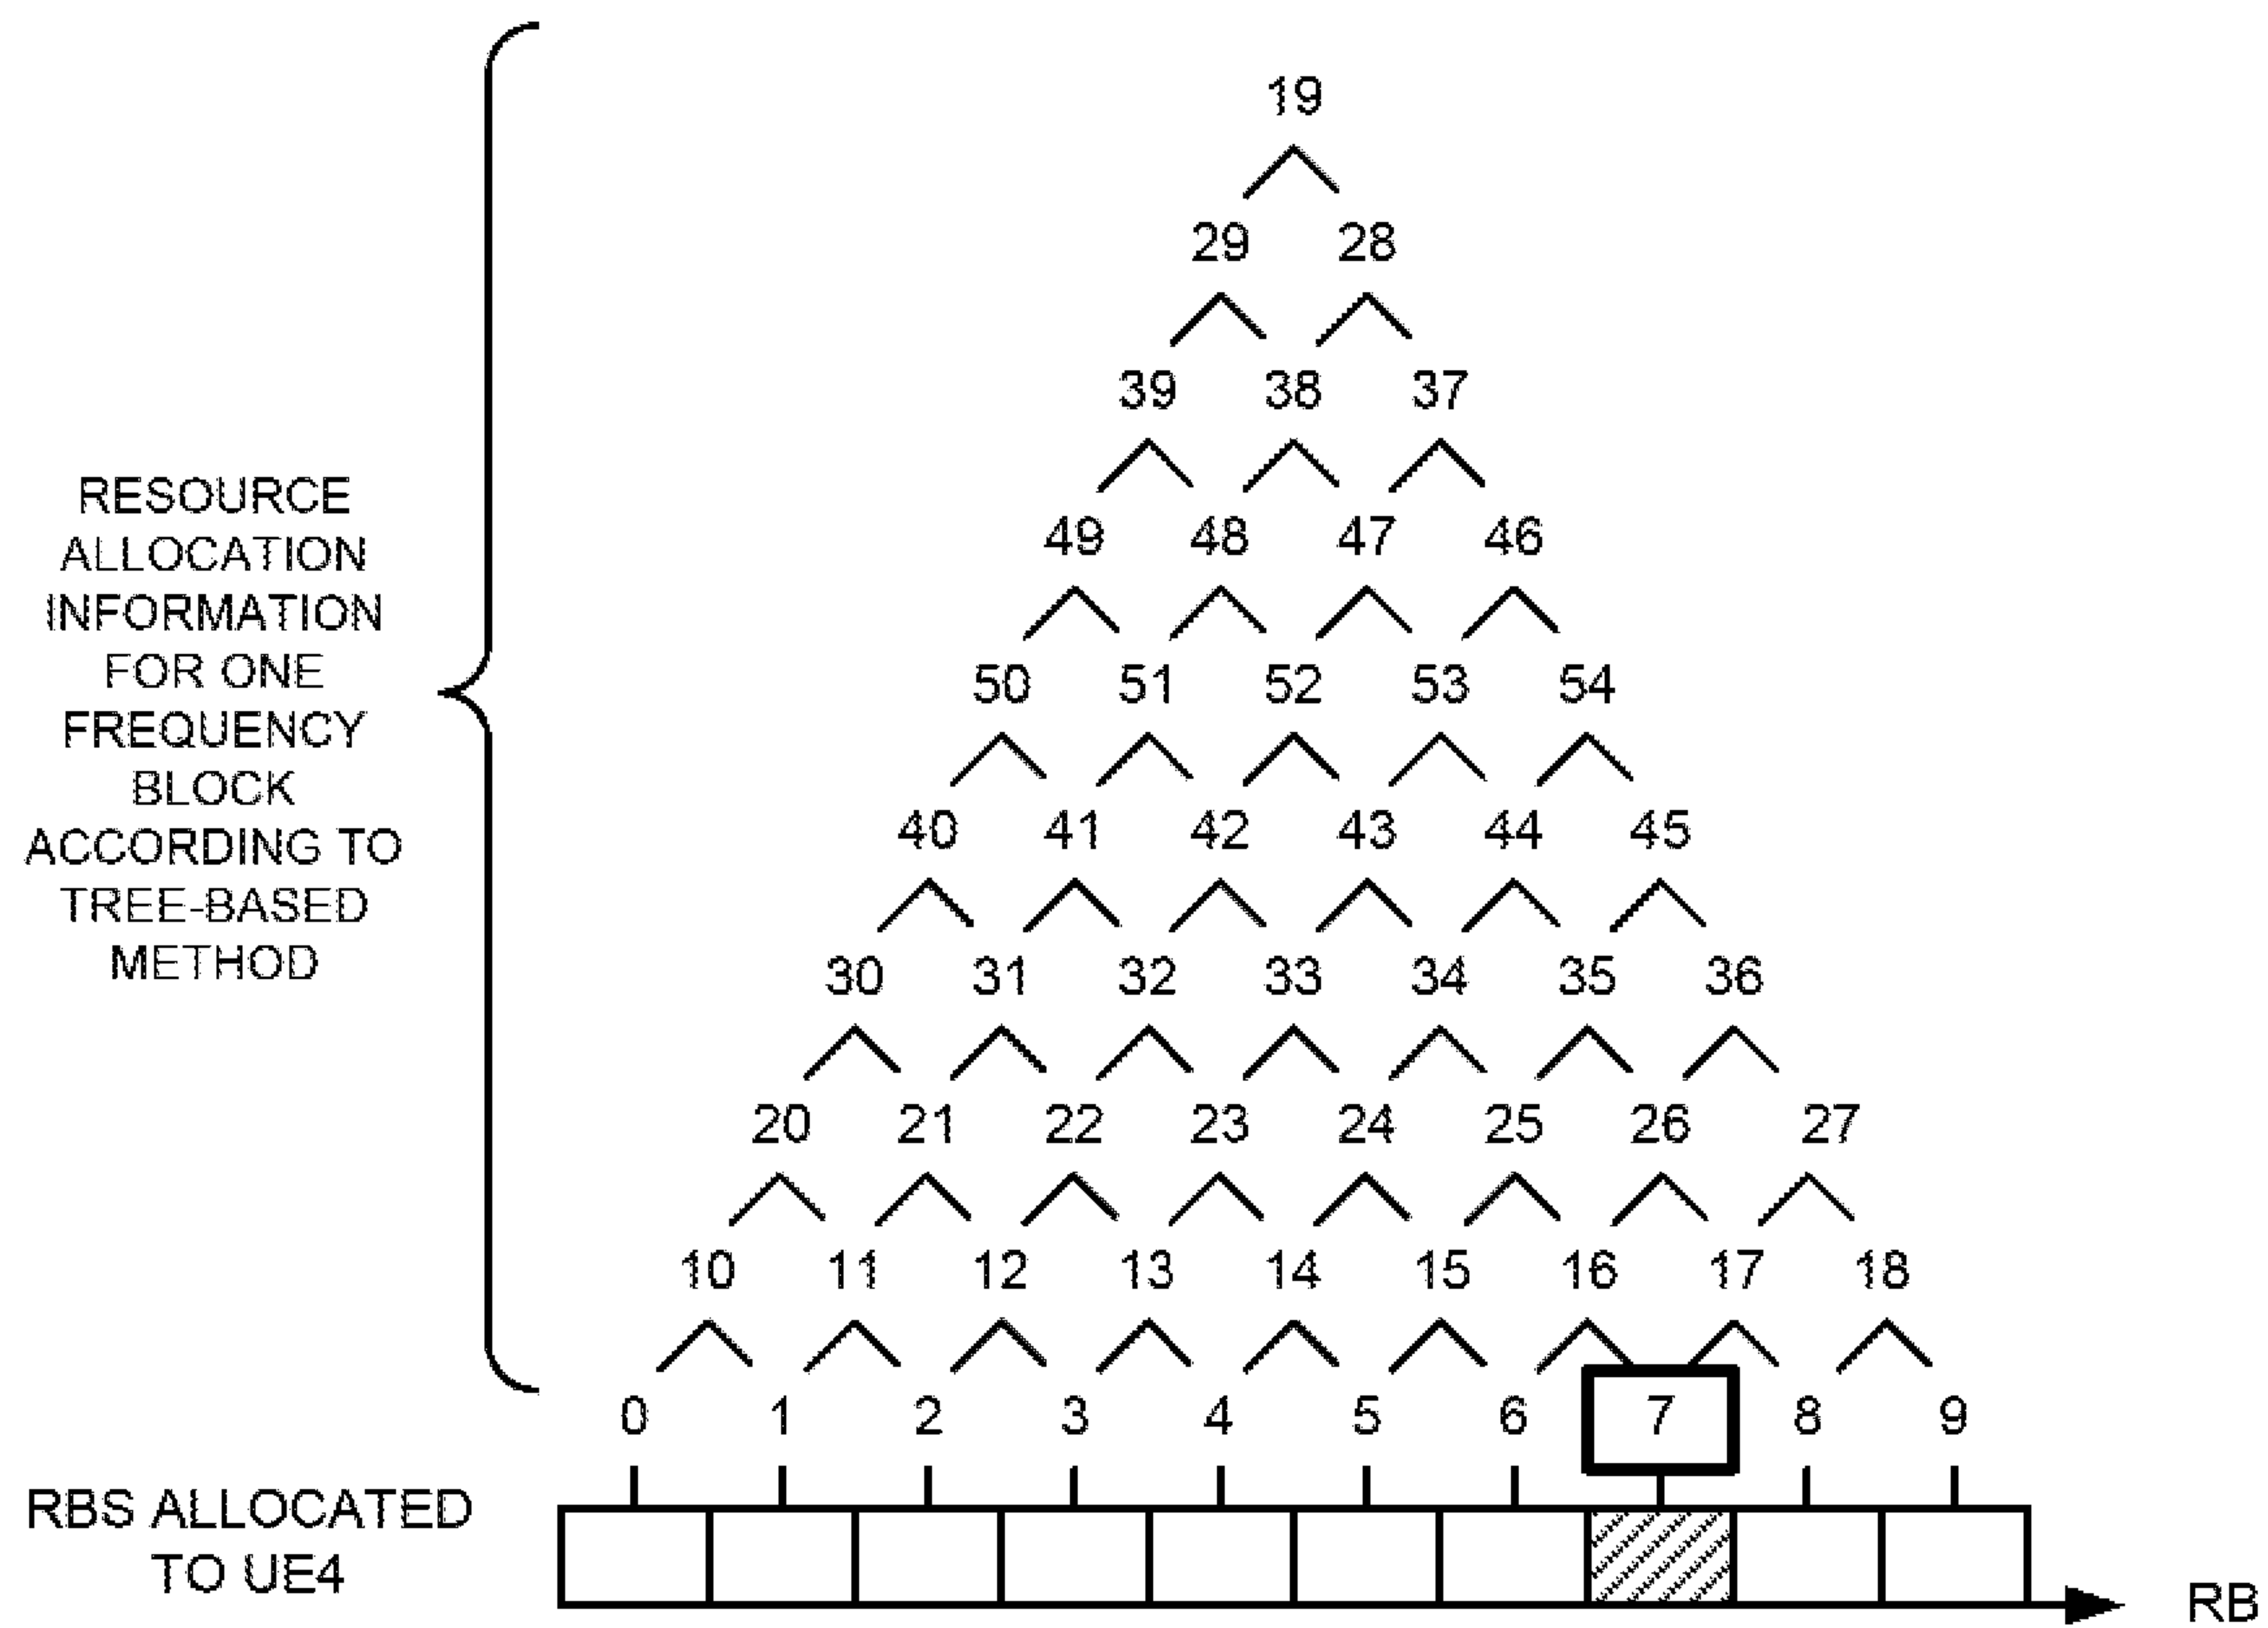 19
29 28
39 38 37
49 48 47 46
50 51 52 53 54
40 41 42 43 44 45
30 31 32 33 34 35 36
20 21 22 23 24 25 26 27
10 11 12 13 14 15 16 17 18
0 1 2 3 4 5 6 7 8 9
RESOURCE
ALLOCATION
INFORMATION
FOR ONE
FREQUENCY
BLOCK
ACCORDING TO
TREE-BASED
METHOD
RBS ALLOCATED
TO UE4
RB